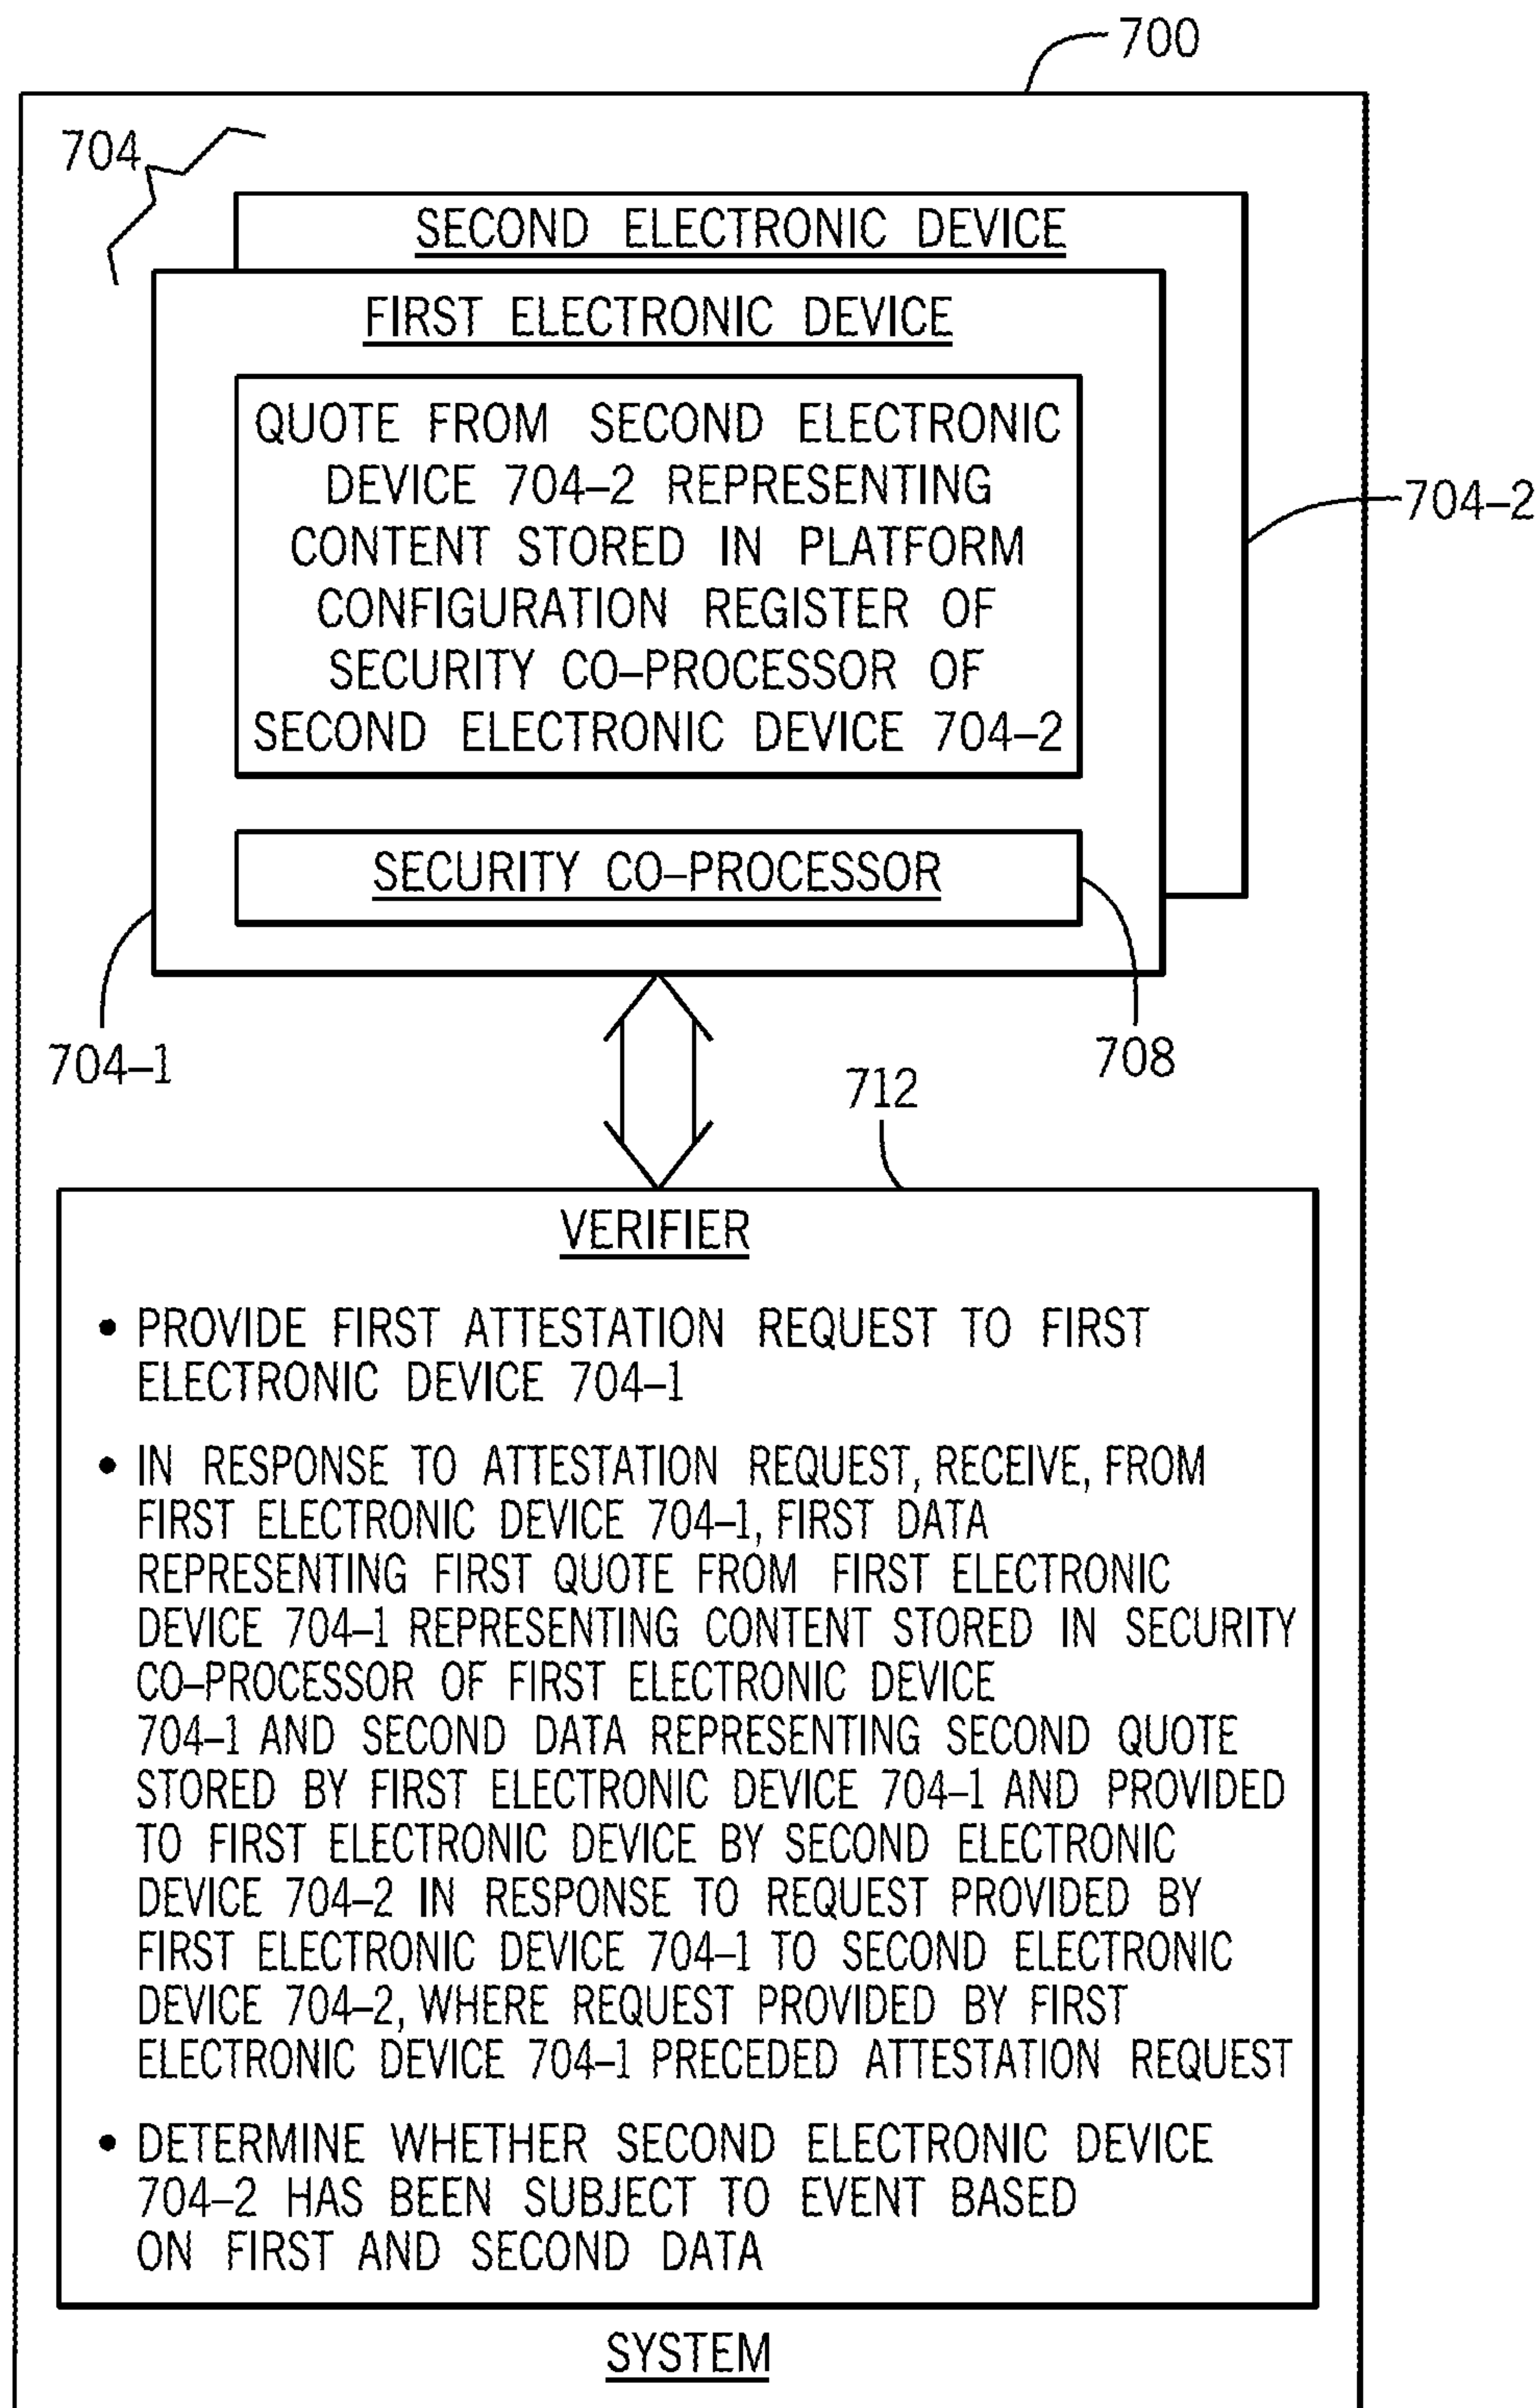 700
704
SECOND ELECTRONIC DEVICE
FIRST ELECTRONIC DEVICE
QUOTE FROM SECOND ELECTRONIC
DEVICE 704–2 REPRESENTING
CONTENT STORED IN PLATFORM
CONFIGURATION REGISTER OF
SECURITY CO–PROCESSOR OF
SECOND ELECTRONIC DEVICE 704–2
704–2
SECURITY CO–PROCESSOR
704–1
708
712
VERIFIER
• PROVIDE FIRST ATTESTATION REQUEST TO FIRST
ELECTRONIC DEVICE 704–1
• IN RESPONSE TO ATTESTATION REQUEST, RECEIVE, FROM
FIRST ELECTRONIC DEVICE 704–1, FIRST DATA
REPRESENTING FIRST QUOTE FROM FIRST ELECTRONIC
DEVICE 704–1 REPRESENTING CONTENT STORED IN SECURITY
CO–PROCESSOR OF FIRST ELECTRONIC DEVICE
704–1 AND SECOND DATA REPRESENTING SECOND QUOTE
STORED BY FIRST ELECTRONIC DEVICE 704–1 AND PROVIDED
TO FIRST ELECTRONIC DEVICE BY SECOND ELECTRONIC
DEVICE 704–2 IN RESPONSE TO REQUEST PROVIDED BY
FIRST ELECTRONIC DEVICE 704–1 TO SECOND ELECTRONIC
DEVICE 704–2, WHERE REQUEST PROVIDED BY FIRST
ELECTRONIC DEVICE 704–1 PRECEDED ATTESTATION REQUEST
• DETERMINE WHETHER SECOND ELECTRONIC DEVICE
704–2 HAS BEEN SUBJECT TO EVENT BASED
ON FIRST AND SECOND DATA
SYSTEM